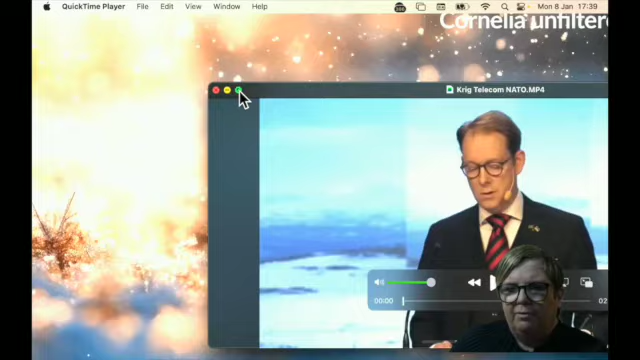 QuickTime Player File Edit View Window Help Mon 8 Jan 17:39
Cornelia unfiltere
Krig Telecom NATO.MP4
00:00 02